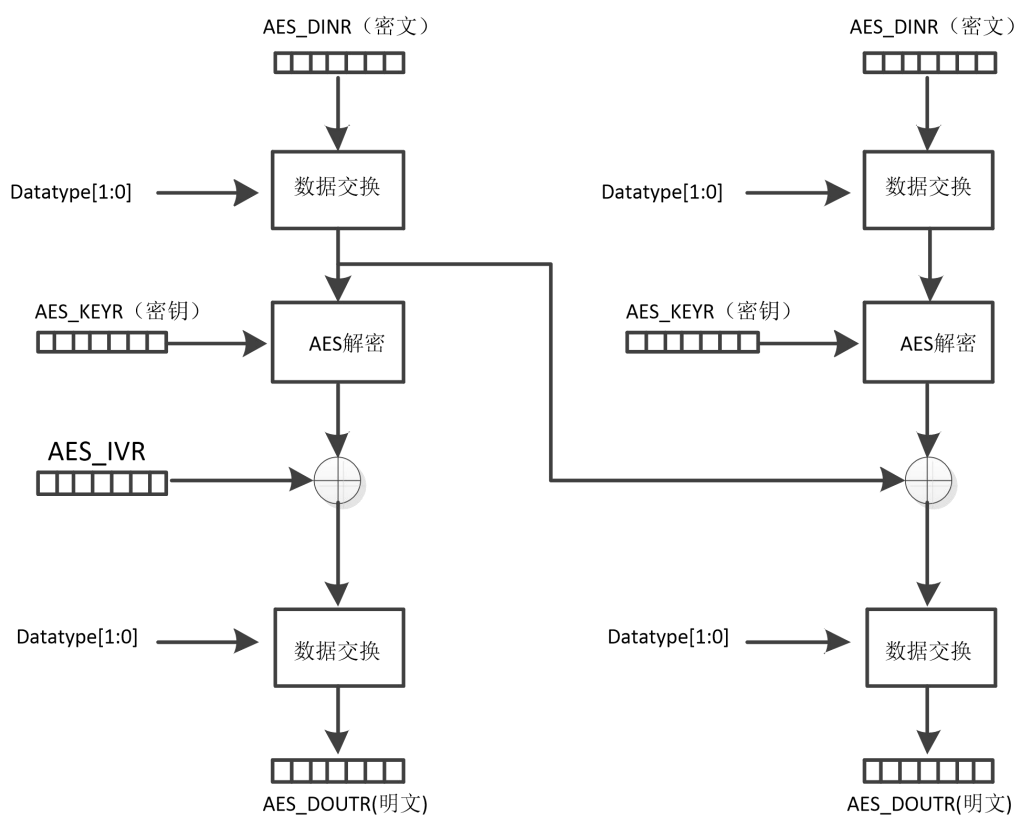 AES_DINR（密文）
AES_DINR（密文）
数据交换
数据交换
Datatype[1:0]
Datatype[1:0]
AES_KEYR（密钥）
AES_KEYR（密钥）
AES解密
AES解密
AES_IVR
Datatype[1:0]
Datatype[1:0]
数据交换
数据交换
AES_DOUTR(明文)
AES_DOUTR(明文)